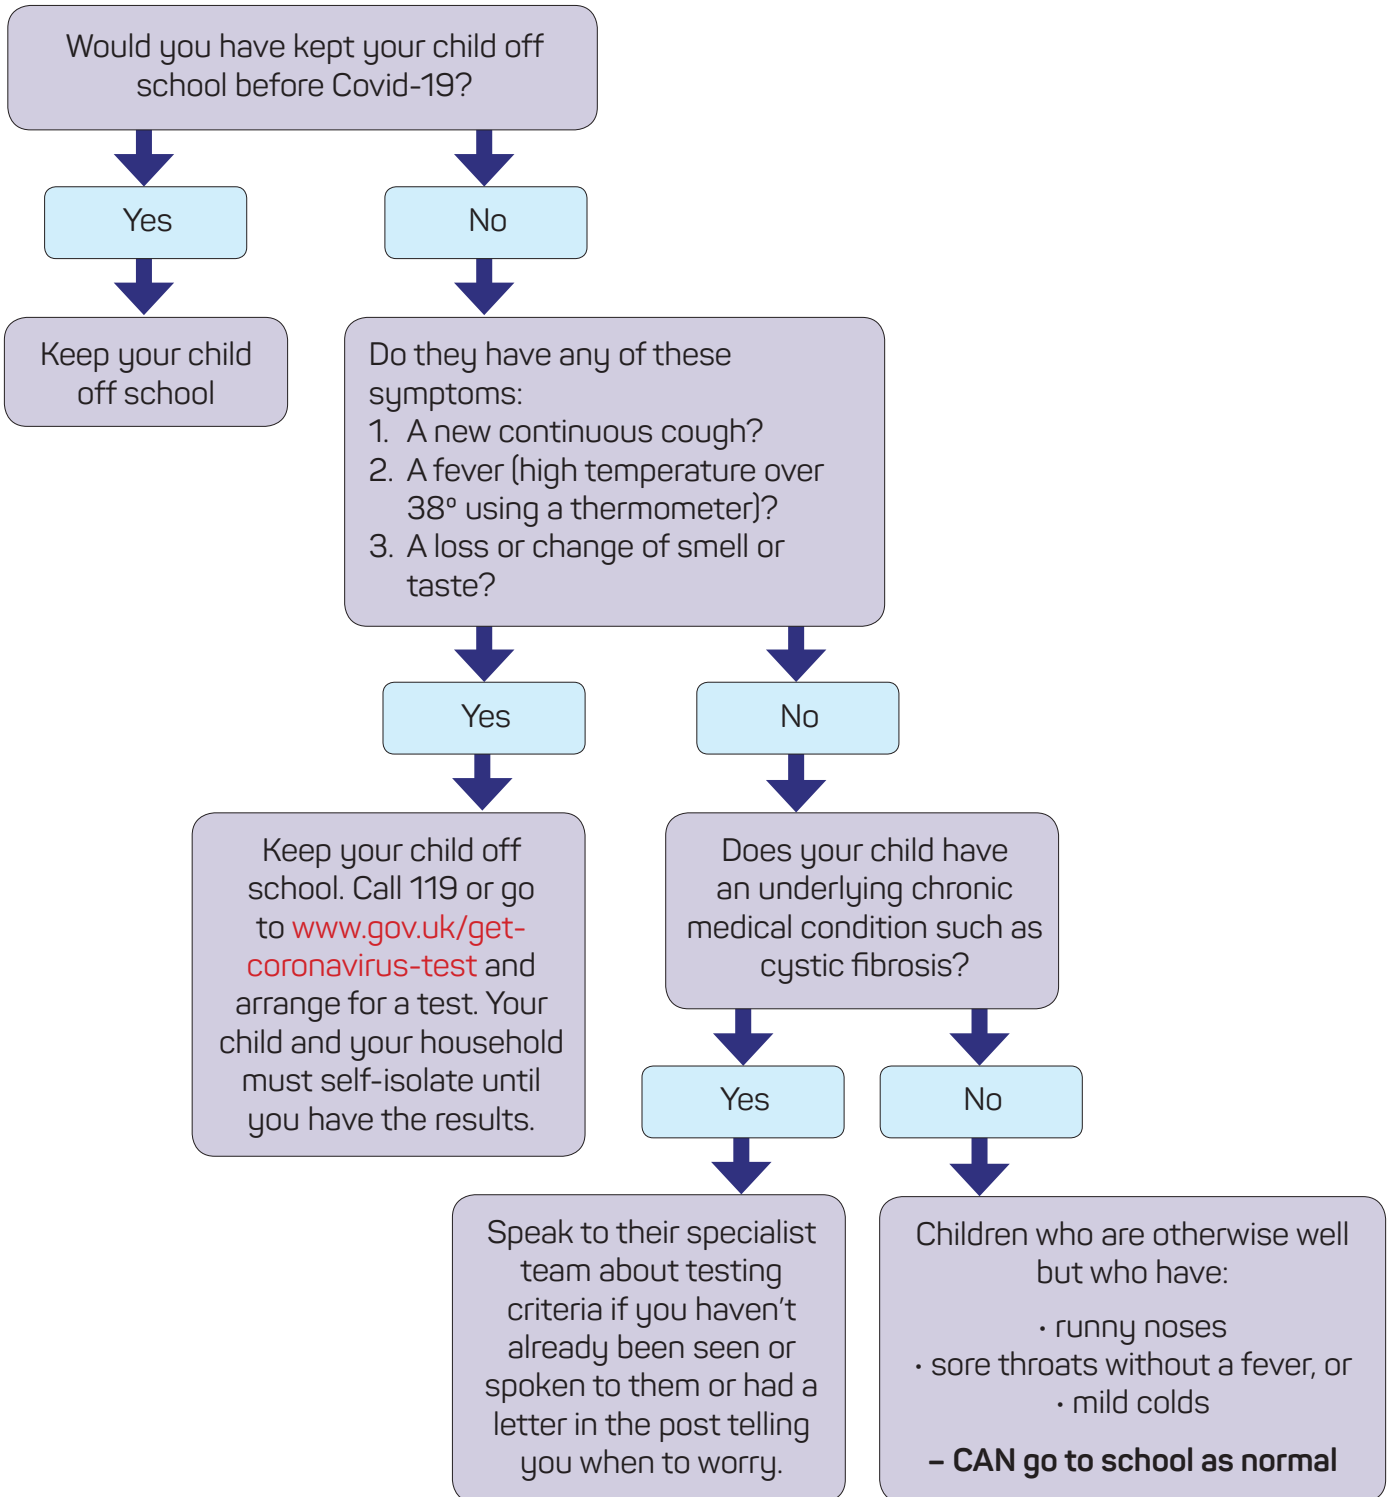 Would you have kept your child off
school before Covid-19?
Yes
No
Keep your child
off school
Do they have any of these
symptoms:
1. A new continuous cough?
2. A fever (high temperature over
38º using a thermometer)?
3. A loss or change of smell or
taste?
Yes
No
Keep your child off
school. Call 119 or go
to www.gov.uk/get-
coronavirus-test and
arrange for a test. Your
child and your household
must self-isolate until
you have the results.
Does your child have
an underlying chronic
medical condition such as
cystic fibrosis?
Yes
No
Speak to their specialist
team about testing
criteria if you haven't
already been seen or
spoken to them or had a
letter in the post telling
you when to worry.
Children who are otherwise well
but who have:
• runny noses
• sore throats without a fever, or
• mild colds
– CAN go to school as normal